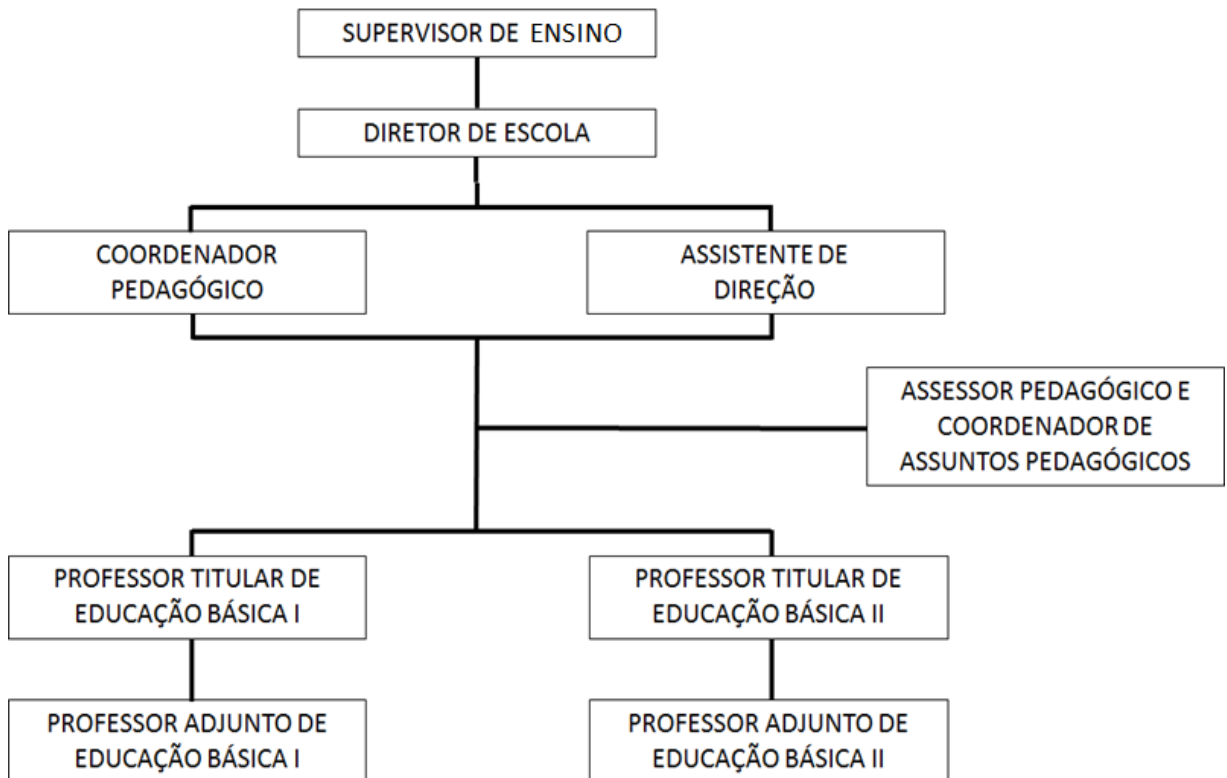 SUPERVISOR DE ENSINO
DIRETOR DE ESCOLA
COORDENADOR
PEDAGÓGICO
ASSISTENTE DE
DIREÇÃO
ASSESSOR PEDAGÓGICO E
COORDENADOR DE
ASSUNTOS PEDAGÓGICOS
PROFESSOR TITULAR DE
EDUCAÇÃO BÁSICA I
PROFESSOR TITULAR DE
EDUCAÇÃO BÁSICA II
PROFESSOR ADJUNTO DE
EDUCAÇÃO BÁSICA I
PROFESSOR ADJUNTO DE
EDUCAÇÃO BÁSICA II